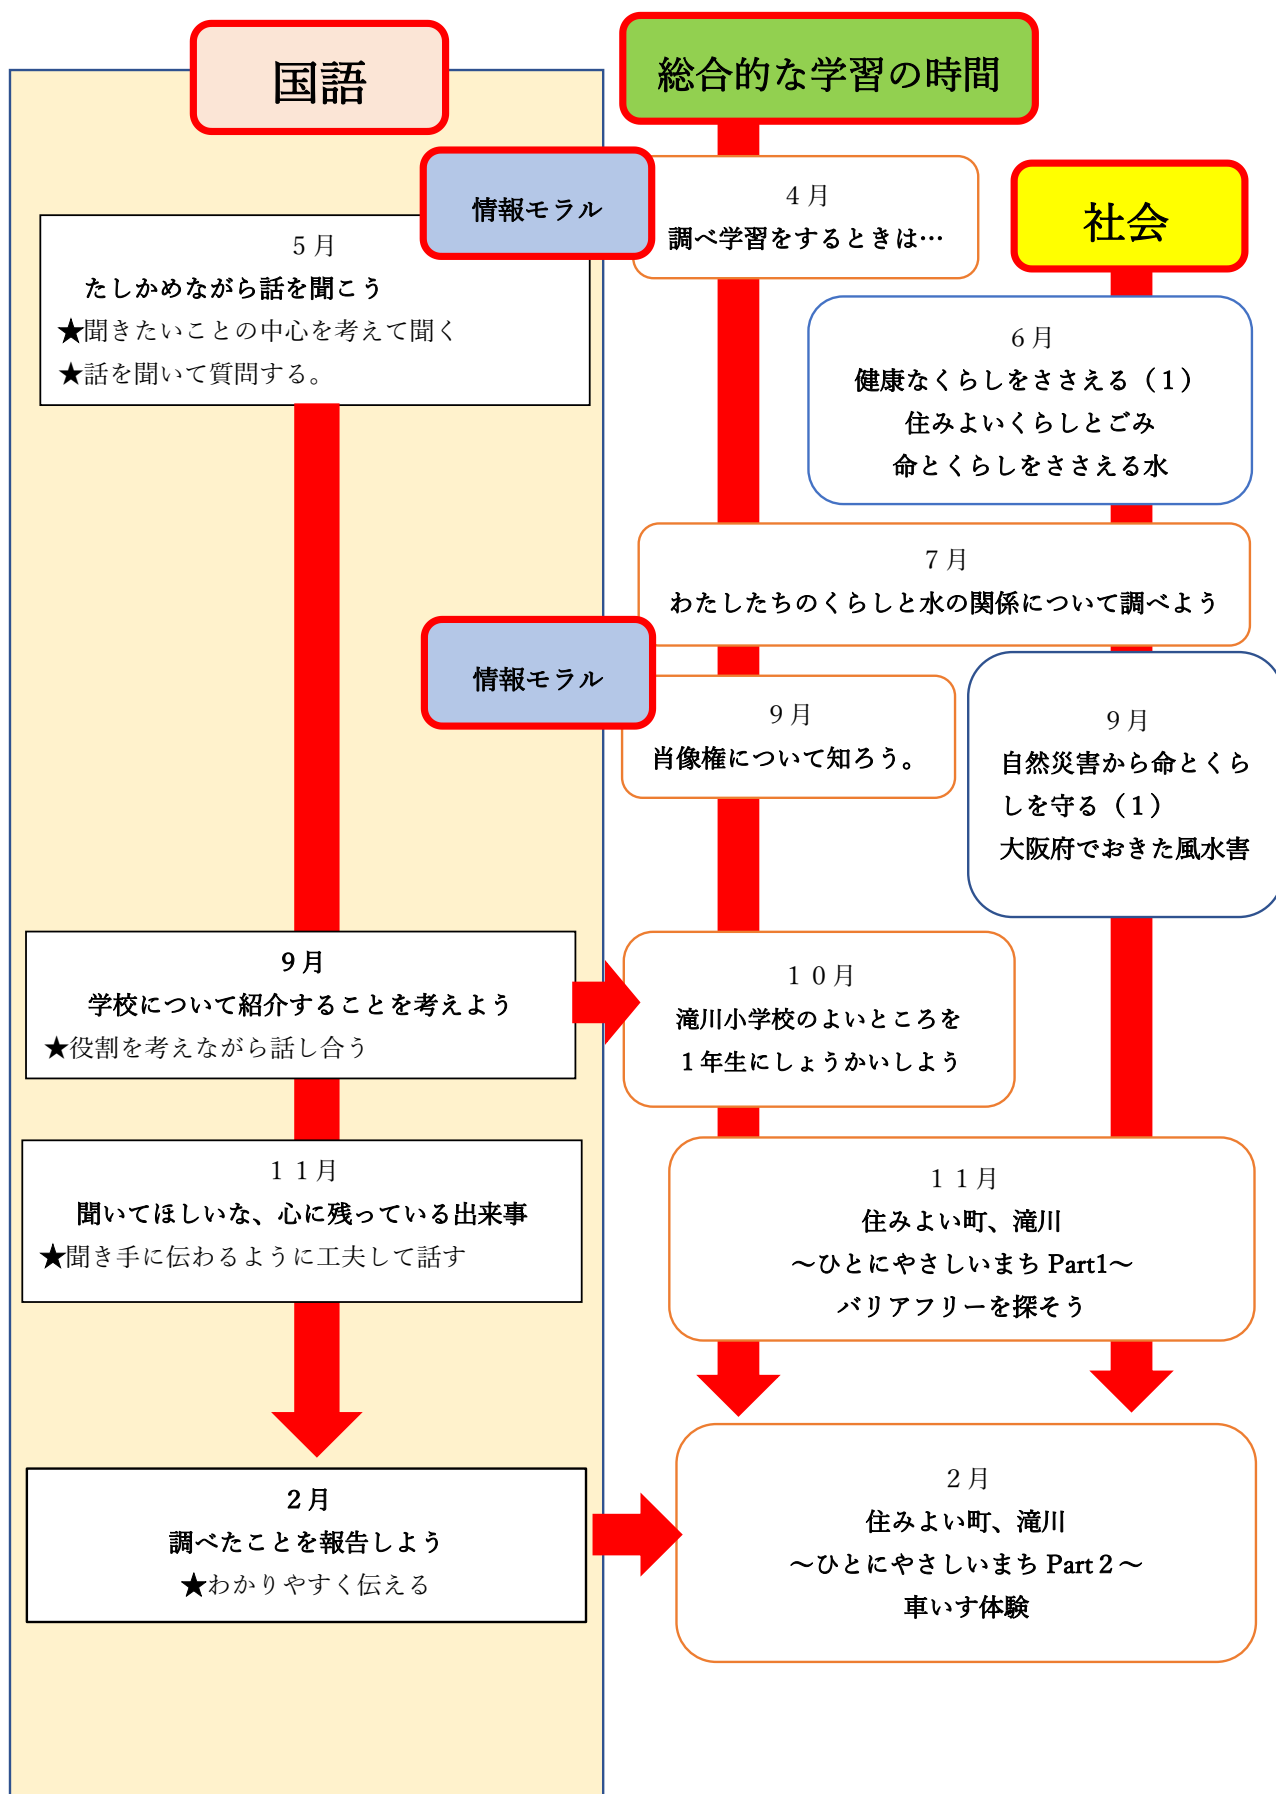 国語
総合的な学習の時間
社会
情報モラル
４月
調べ学習をするときは…
５月
たしかめながら話を聞こう
★聞きたいことの中心を考えて聞く
★話を聞いて質問する。
６月
健康なくらしをささえる（１）
住みよいくらしとごみ
命とくらしをささえる水
７月
わたしたちのくらしと水の関係について調べよう
情報モラル
９月
肖像権について知ろう。
９月
自然災害から命とくら
しを守る（１）
大阪府でおきた風水害
９月
学校について紹介することを考えよう
★役割を考えながら話し合う
１０月
滝川小学校のよいところを
１年生にしょうかいしよう
１１月
聞いてほしいな、心に残っている出来事
★聞き手に伝わるように工夫して話す
１１月
住みよい町、滝川
～ひとにやさしいまち Part1～
バリアフリーを探そう
２月
調べたことを報告しよう
★わかりやすく伝える
２月
住みよい町、滝川
～ひとにやさしいまち Part２～
車いす体験